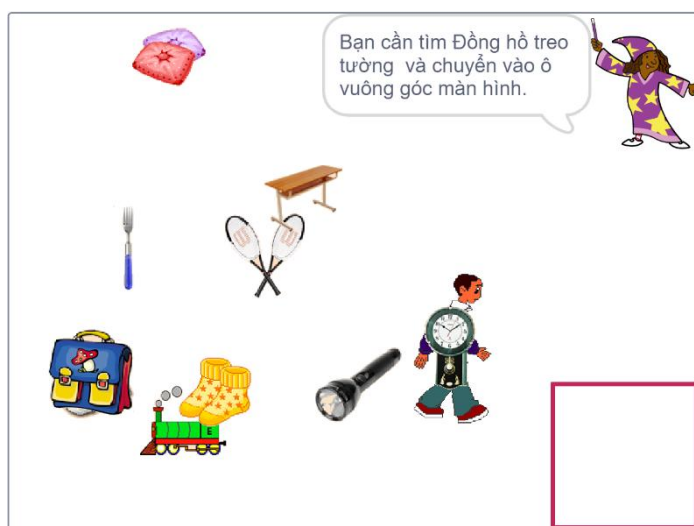 Bạn cần tìm Đồng hồ treo
tường và chuyển vào ô
vuông góc màn hình.
E